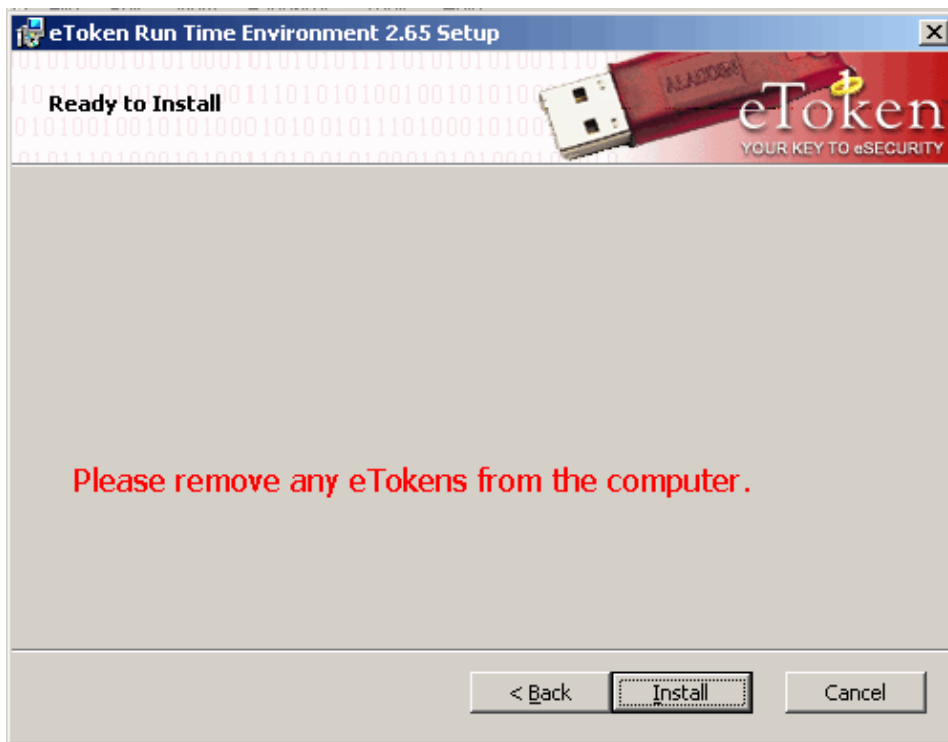 eToken Run Time Environment 2.65 Setup
Ready to Install
ALADDIN
eToken
YOUR KEY TO eSECURITY
Please remove any eTokens from the computer.
< Back
Install
Cancel